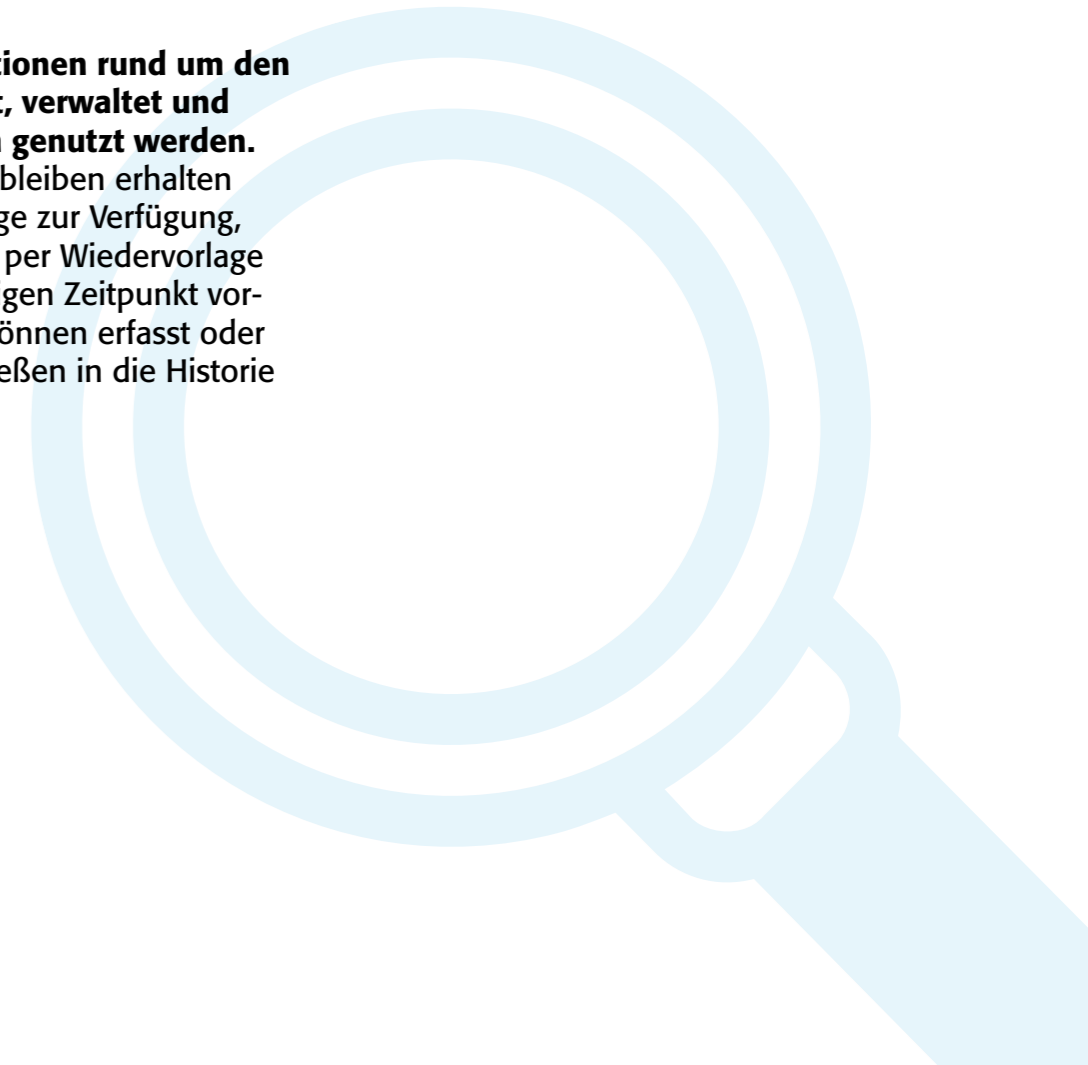 tionen rund um den
t, verwaltet und
n genutzt werden.
bleiben erhalten
ge zur Verfügung,
per Wiedervorlage
igen Zeitpunkt vor-
önnen erfasst oder
eßen in die Historie